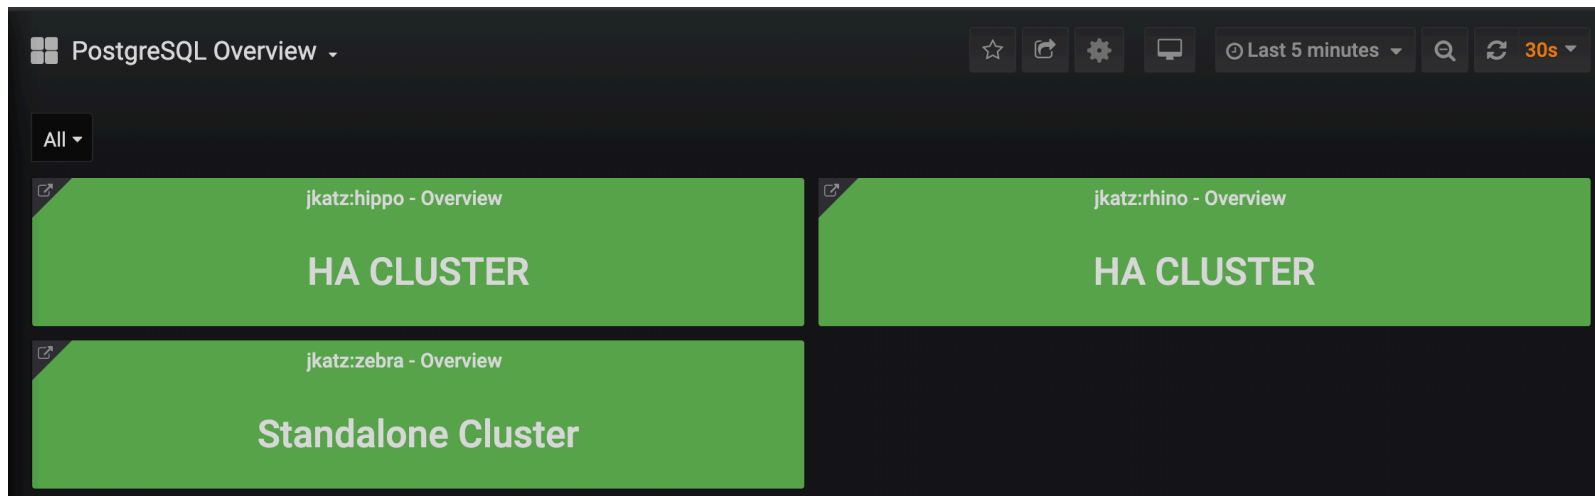 PostgreSQL Overview
Last 5 minutes
30s
All
jkatz:hippo - Overview
HA CLUSTER
jkatz:rhino - Overview
HA CLUSTER
jkatz:zebra - Overview
Standalone Cluster